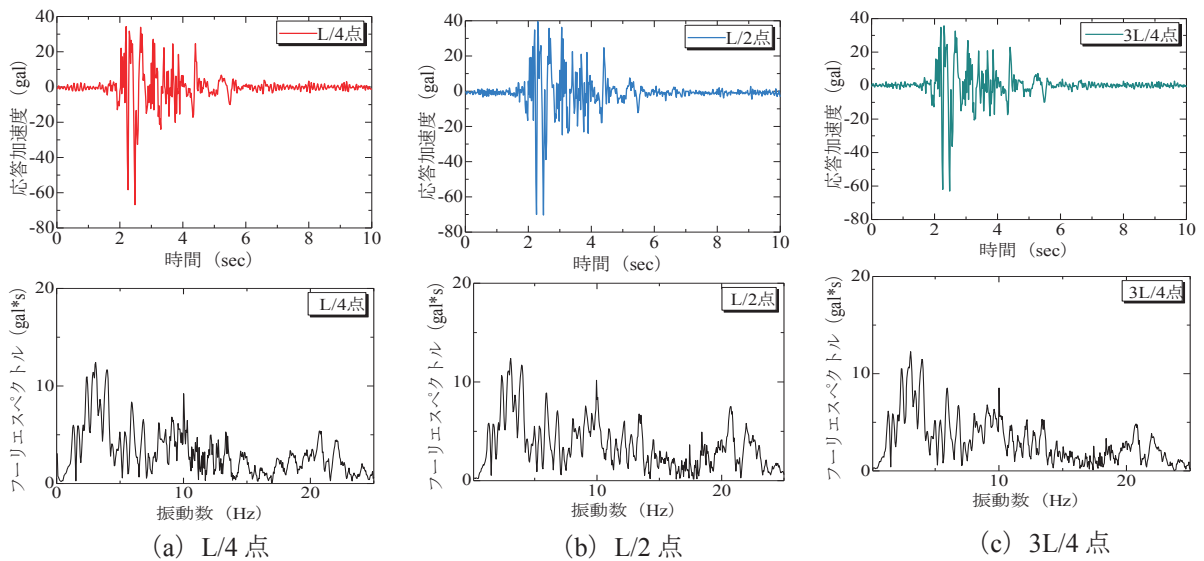 40
20
0
-20
-40
-60
-80
応答加速度 (gal)
L/4点
0 2 4 6 8 10
時間 (sec)
40
20
0
-20
-40
-60
-80
応答加速度 (gal)
L/2点
0 2 4 6 8 10
時間 (sec)
40
20
0
-20
-40
-60
-80
応答加速度 (gal)
3L/4点
0 2 4 6 8 10
時間 (sec)
20
10
0
フーリエスペクトル (gal*s)
L/4点
0 10 20
振動数 (Hz)
20
10
0
フーリエスペクトル (gal*s)
L/2点
10 20
振動数 (Hz)
20
10
0
フーリエスペクトル (gal*s)
3L/4点
10 20
振動数 (Hz)
(a) L/4 点
(b) L/2 点
(c) 3L/4 点